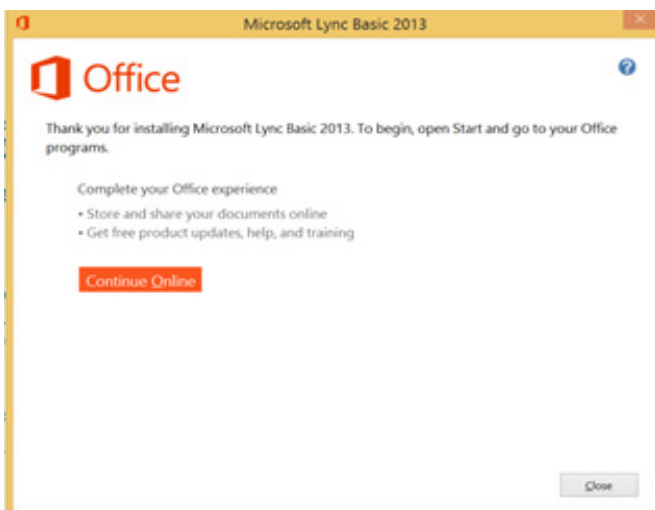 Microsoft Lync Basic 2013
Office
Thank you for installing Microsoft Lync Basic 2013. To begin, open Start and go to your Office
programs.
Complete your Office experience
• Store and share your documents online
• Get free product updates, help, and training
Continue Online
Close